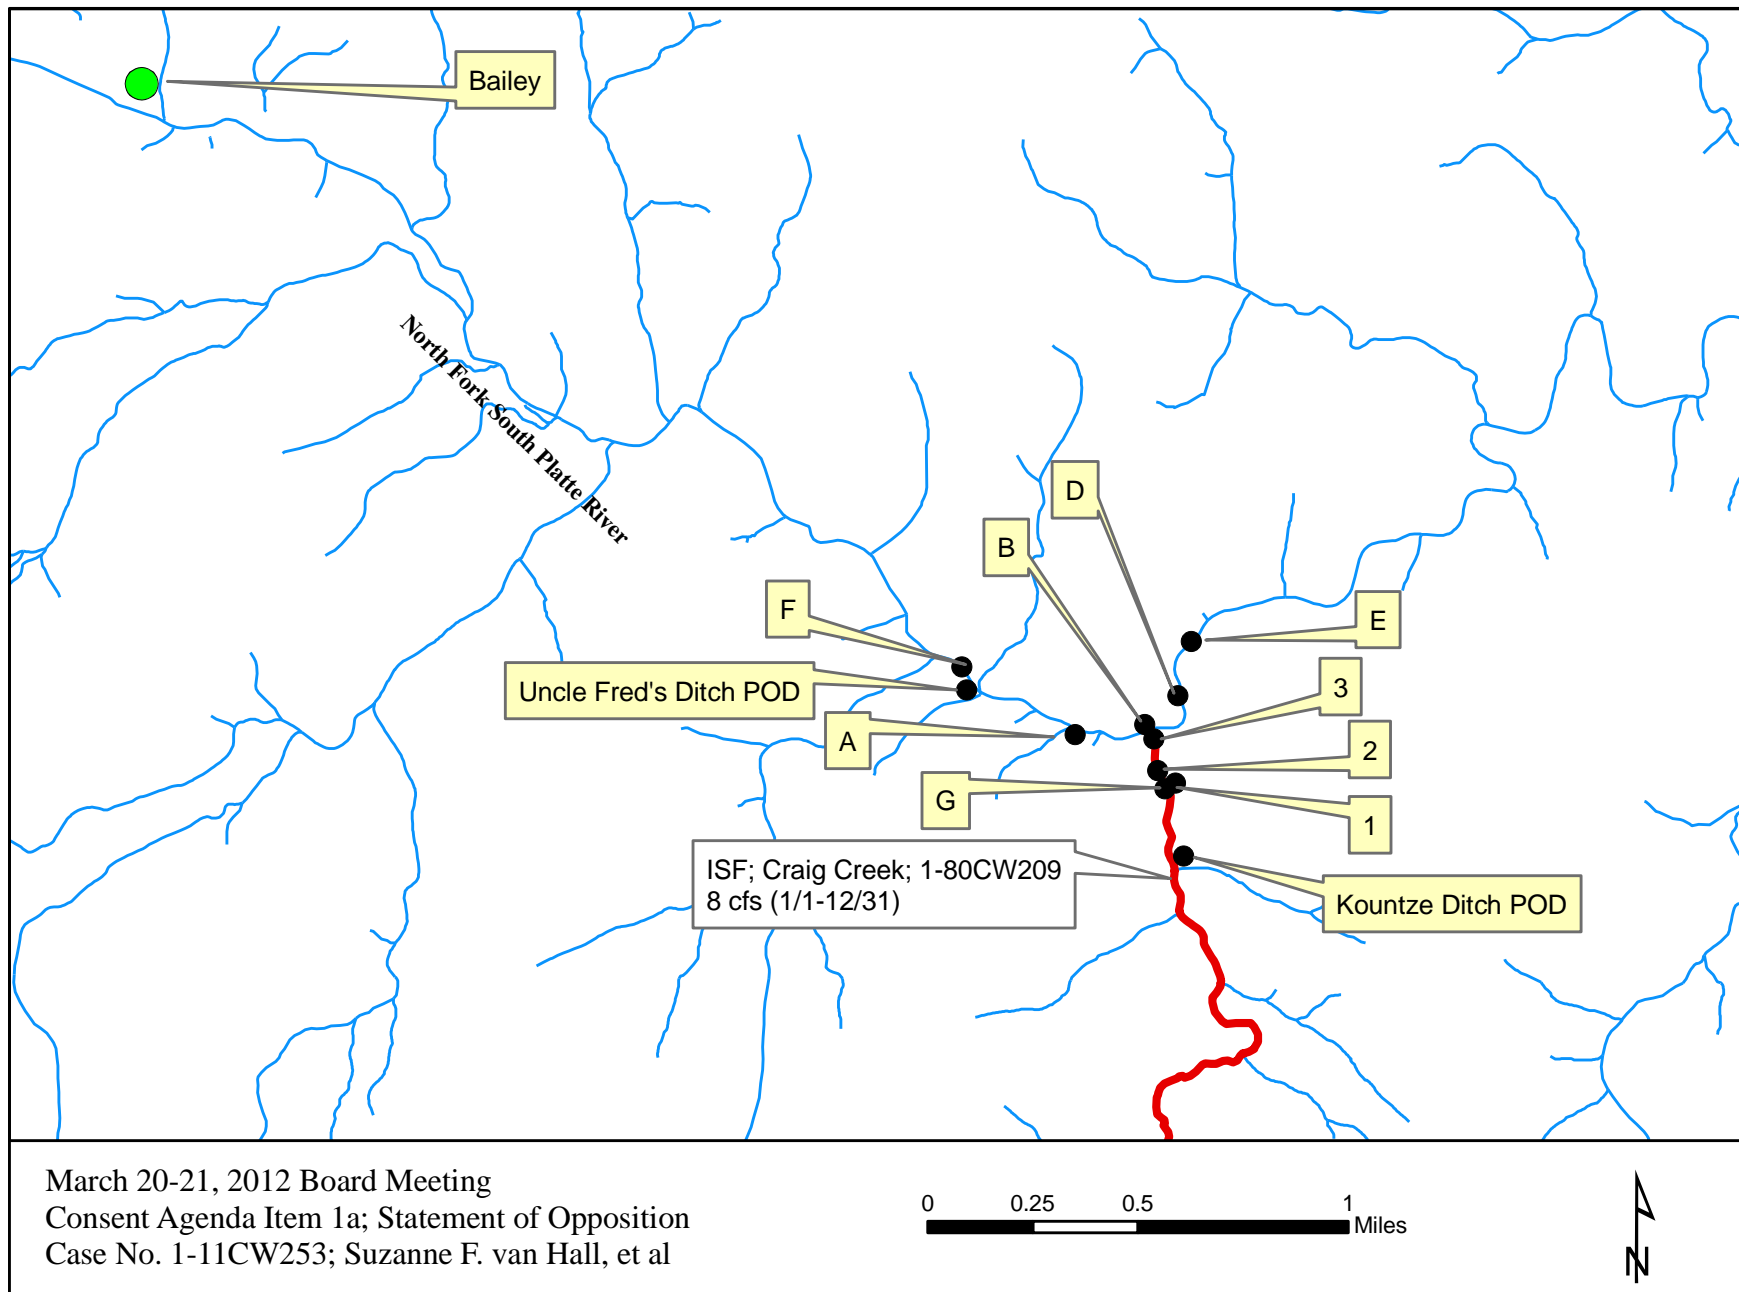 Bailey
North Fork South Platte River
D
B
F
E
Uncle Fred's Ditch POD
3
A
2
G
1
ISF; Craig Creek; 1-80CW209
8 cfs (1/1-12/31)
Kountze Ditch POD
March 20-21, 2012 Board Meeting
Consent Agenda Item 1a; Statement of Opposition
Case No. 1-11CW253; Suzanne F. van Hall, et al
0 0.25 0.5 1
Miles
N